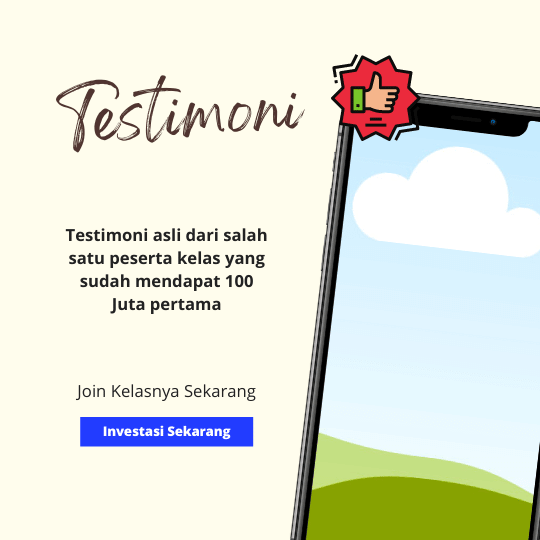 Testimoni
Testimoni asli dari salah
satu peserta kelas yang
sudah mendapat 100
Juta pertama
Join Kelasnya Sekarang
Investasi Sekarang